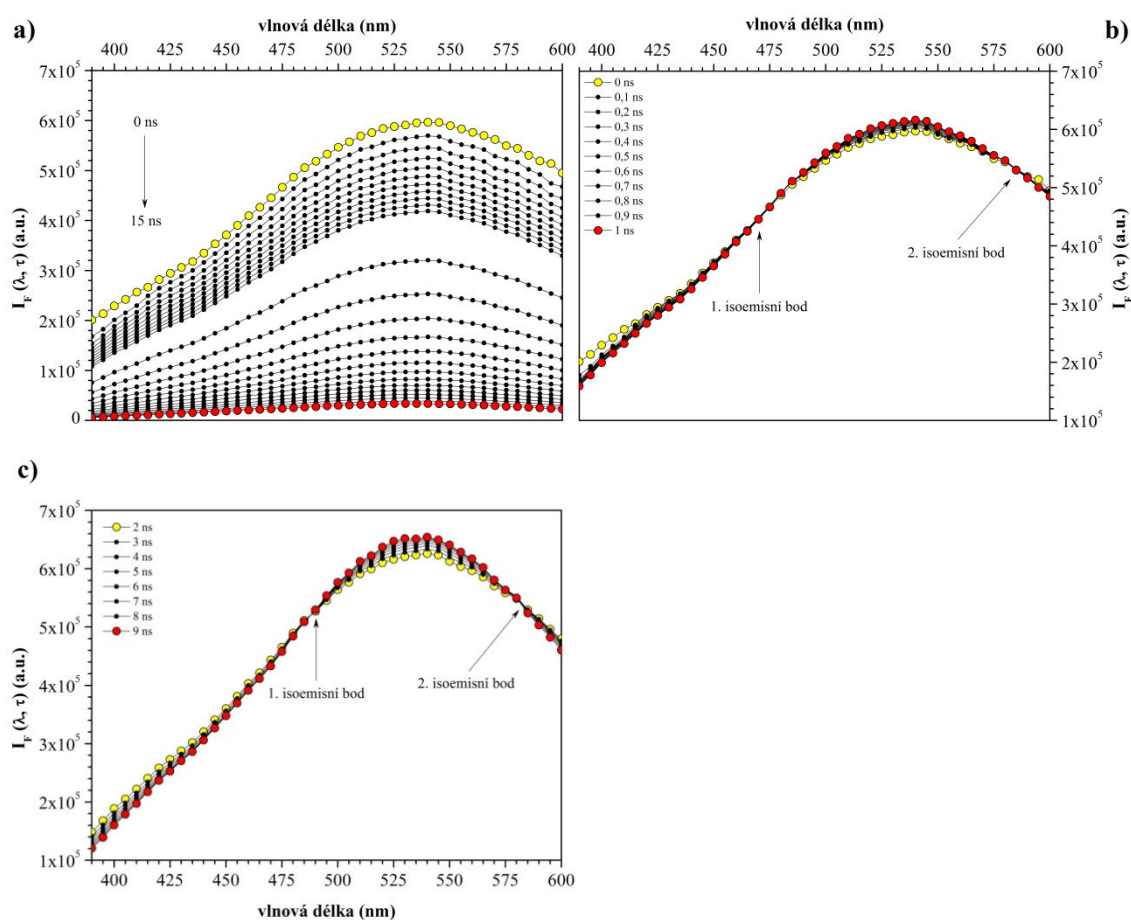 a)
vlnová délka (nm)
400 425 450 475 500 525 550 575 600
7x10⁵
6x10⁵
5x10⁵
4x10⁵
3x10⁵
2x10⁵
1x10⁵
0
I_F (λ, τ) (a.u.)
0 ns
15 ns
b)
vlnová délka (nm)
400 425 450 475 500 525 550 575 600
0 ns
0,1 ns
0,2 ns
0,3 ns
0,4 ns
0,5 ns
0,6 ns
0,7 ns
0,8 ns
0,9 ns
1 ns
1. isoemisní bod
2. isoemisní bod
7x10⁵
6x10⁵
5x10⁵
4x10⁵
3x10⁵
2x10⁵
1x10⁵
I_F (λ, τ) (a.u.)
c)
7x10⁵
6x10⁵
5x10⁵
4x10⁵
3x10⁵
2x10⁵
1x10⁵
I_F (λ, τ) (a.u.)
2 ns
3 ns
4 ns
5 ns
6 ns
7 ns
8 ns
9 ns
1. isoemisní bod
2. isoemisní bod
400 425 450 475 500 525 550 575 600
vlnová délka (nm)